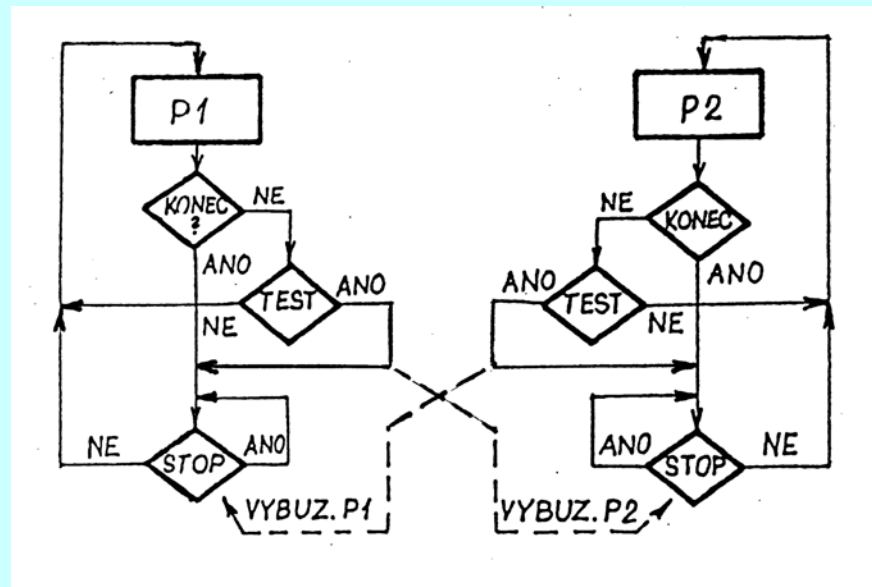 P1
KONEC
?
NE
ANO
TEST
ANO
NE
NE
STOP
ANO
VYBUZ.P1
P2
KONEC
NE
ANO
ANO
TEST
NE
ANO
STOP
NE
VYBUZ.P2